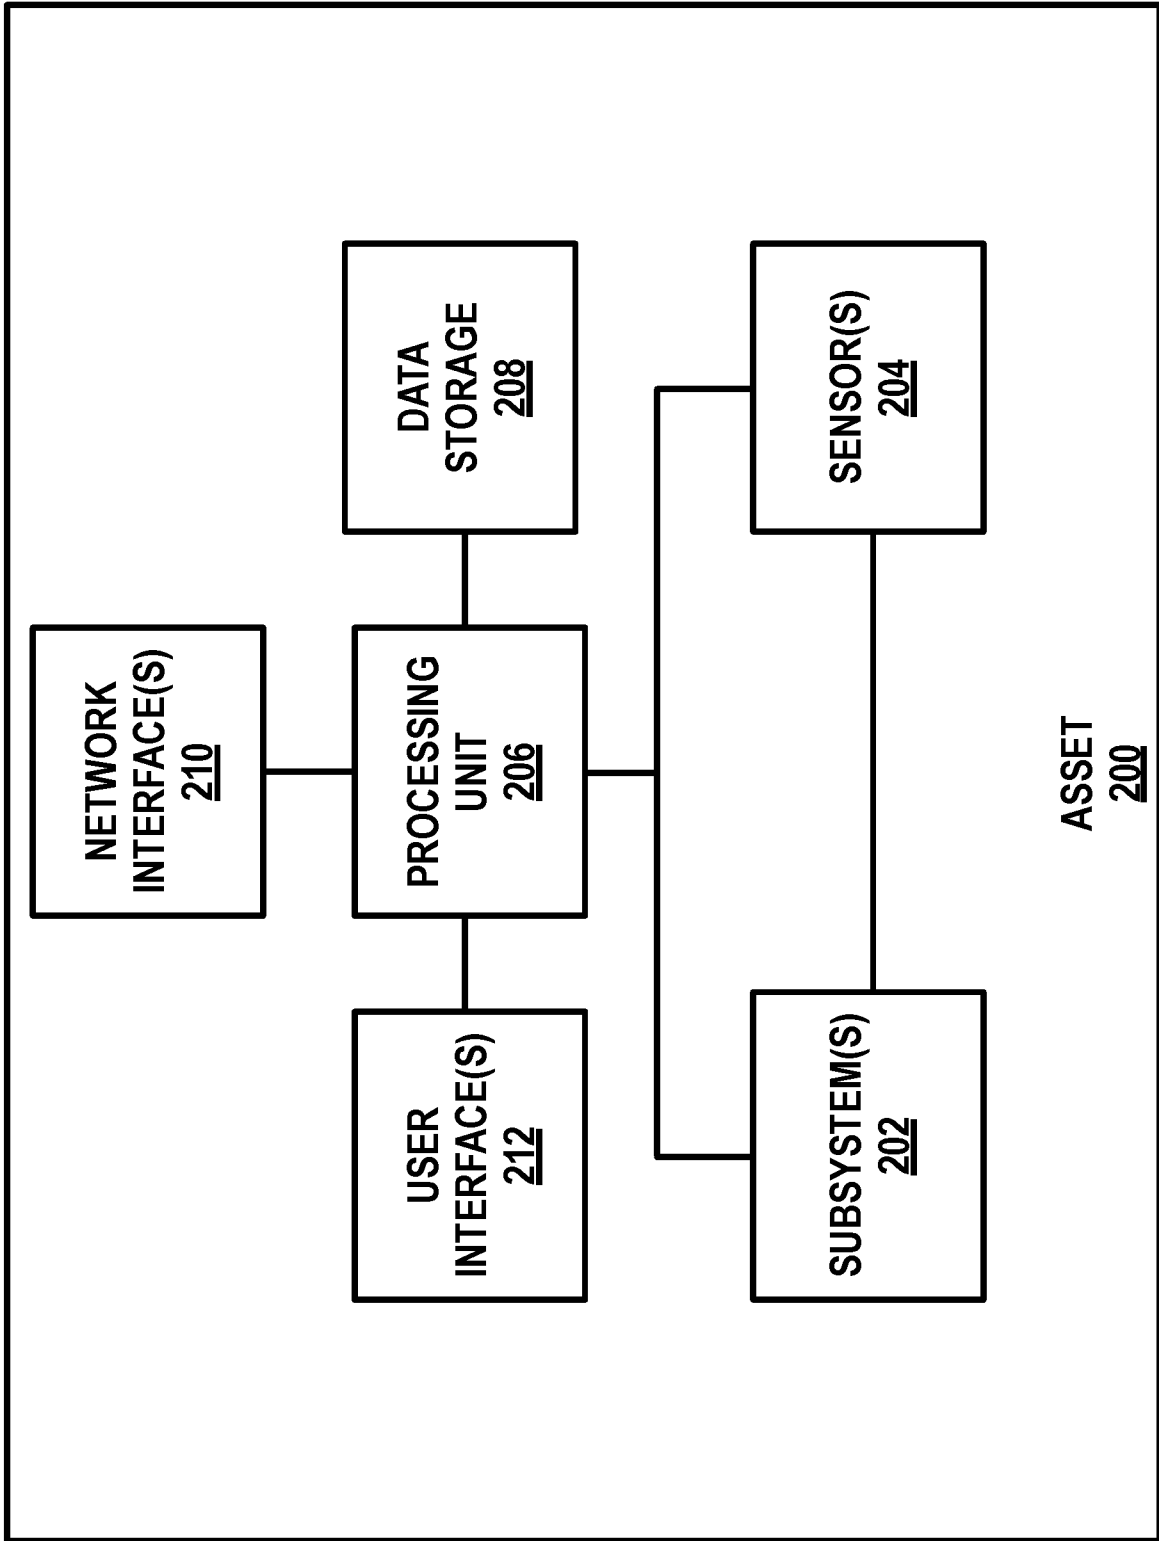 NETWORK
INTERFACE(S)
210
USER
INTERFACE(S)
212
PROCESSING
UNIT
206
DATA
STORAGE
208
SUBSYSTEM(S)
202
SENSOR(S)
204
ASSET
200